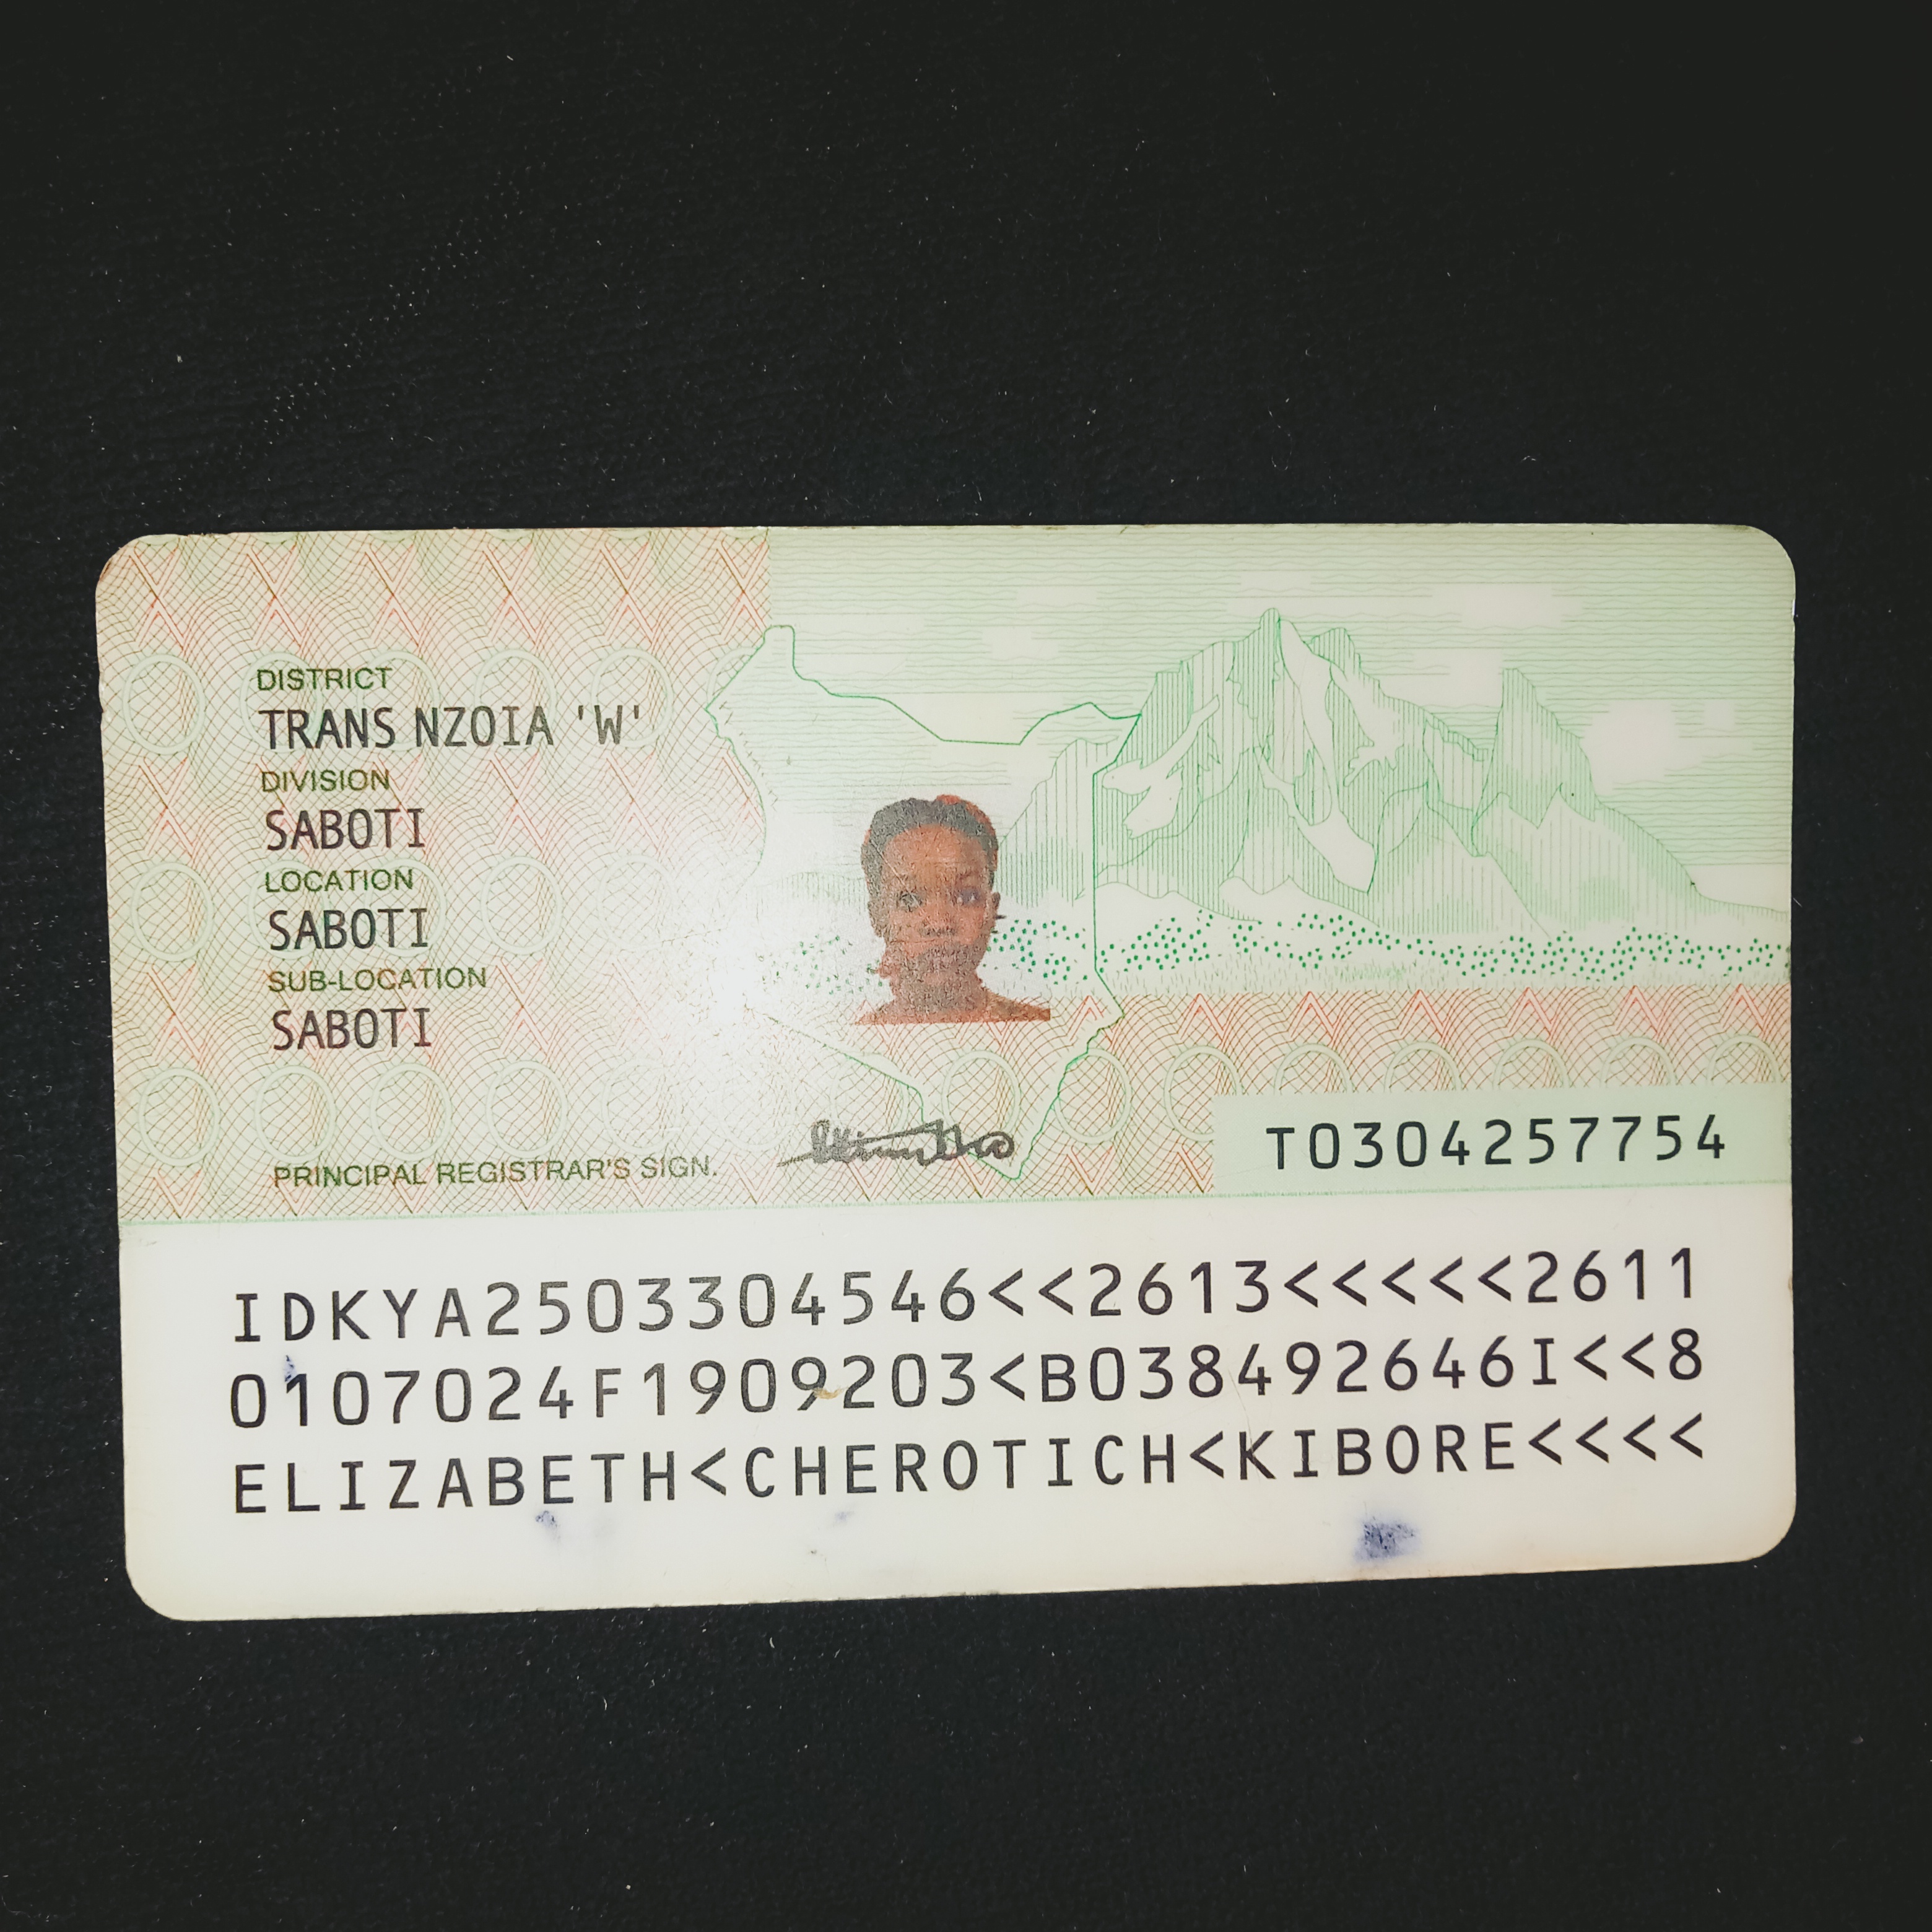 DISTRICT
TRANS NZOIA 'W'
DIVISION
SABOTI
LOCATION
SABOTI
SUB-LOCATION
SABOTI
PRINCIPAL REGISTRAR'S SIGN.
T0304257754
IDKYA2503304546<<2613<<<<<2611
0107024F1909203<B038492646I<<8
ELIZABETH<CHEROTICH<KIBORE<<<<